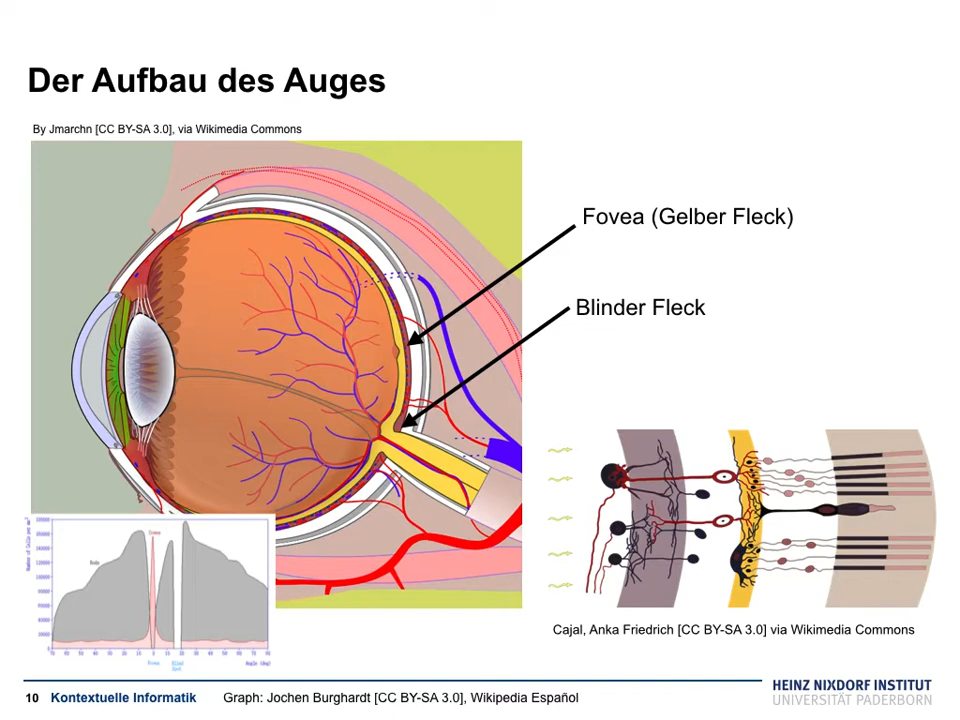 Der Aufbau des Auges
By Jmarchn [CC BY-SA 3.0], via Wikimedia Commons
Fovea (Gelber Fleck)
Blinder Fleck
Cajal, Anka Friedrich [CC BY-SA 3.0] via Wikimedia Commons
10 Kontextuelle Informatik
Graph: Jochen Burghardt [CC BY-SA 3.0], Wikipedia Español
HEINZ NIXDORF INSTITUT
UNIVERSITÄT PADERBORN